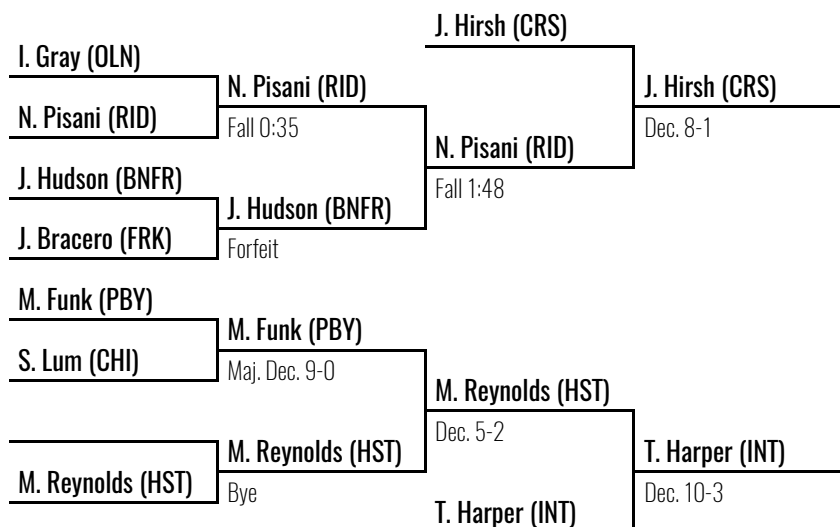 I. Gray (OLN)
N. Pisani (RID)
J. Hudson (BNFR)
J. Bracero (FRK)
M. Funk (PBY)
S. Lum (CHI)
M. Reynolds (HST)
N. Pisani (RID)
Fall 0:35
J. Hudson (BNFR)
Forfeit
M. Funk (PBY)
Maj. Dec. 9-0
M. Reynolds (HST)
Bye
J. Hirsh (CRS)
N. Pisani (RID)
Fall 1:48
M. Reynolds (HST)
Dec. 5-2
T. Harper (INT)
J. Hirsh (CRS)
Dec. 8-1
T. Harper (INT)
Dec. 10-3